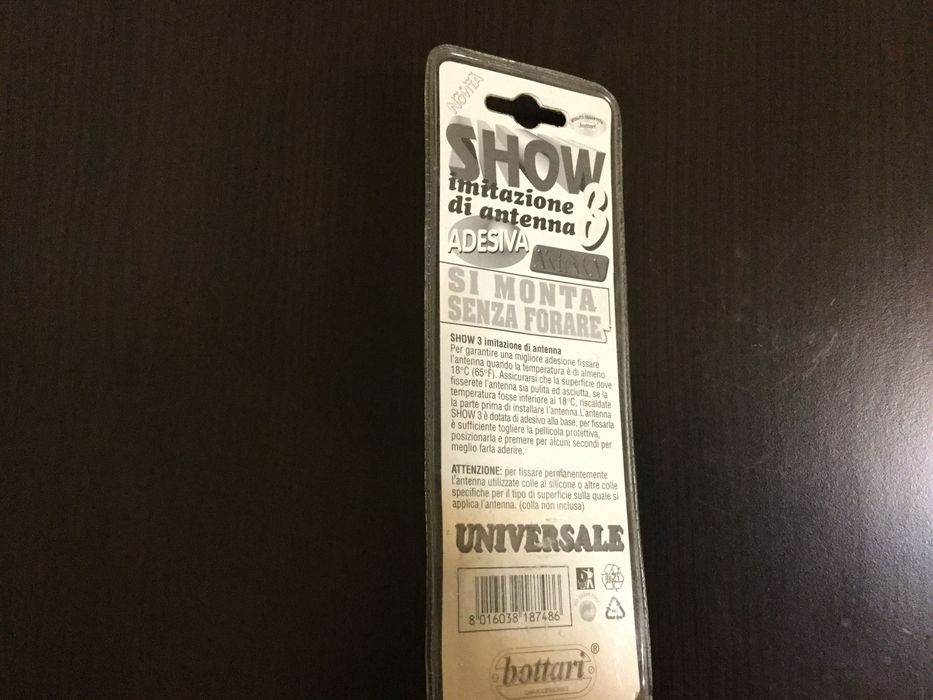 NOVITÀ
bottari
SHOW 3
imitazione
di antenna
ADESIVA
SI MONTA
SENZA FORARE
SHOW 3 imitazione di antenna
Per garantire una migliore adesione fissare
l'antenna quando la temperatura è di almeno
18°C (65°F). Assicurarsi che la superficie dove
fisserete l'antenna sia pulita ed asciutta, se la
temperatura fosse inferiore ai 18°C, riscaldate
la parte prima di installare l'antenna.L'antenna
SHOW 3 è dotata di adesivo alla base; per fissarla
è sufficiente togliere la pellicola protettiva,
posizionarla e premere per alcuni secondi per
meglio farla aderire.
ATTENZIONE: per fissare permanentemente
l'antenna utilizzate colle al silicone o altre colle
specifiche per il tipo di superficie sulla quale si
applica l'antenna. (colla non inclusa)
UNIVERSALE
8 016038 187486
bottari®